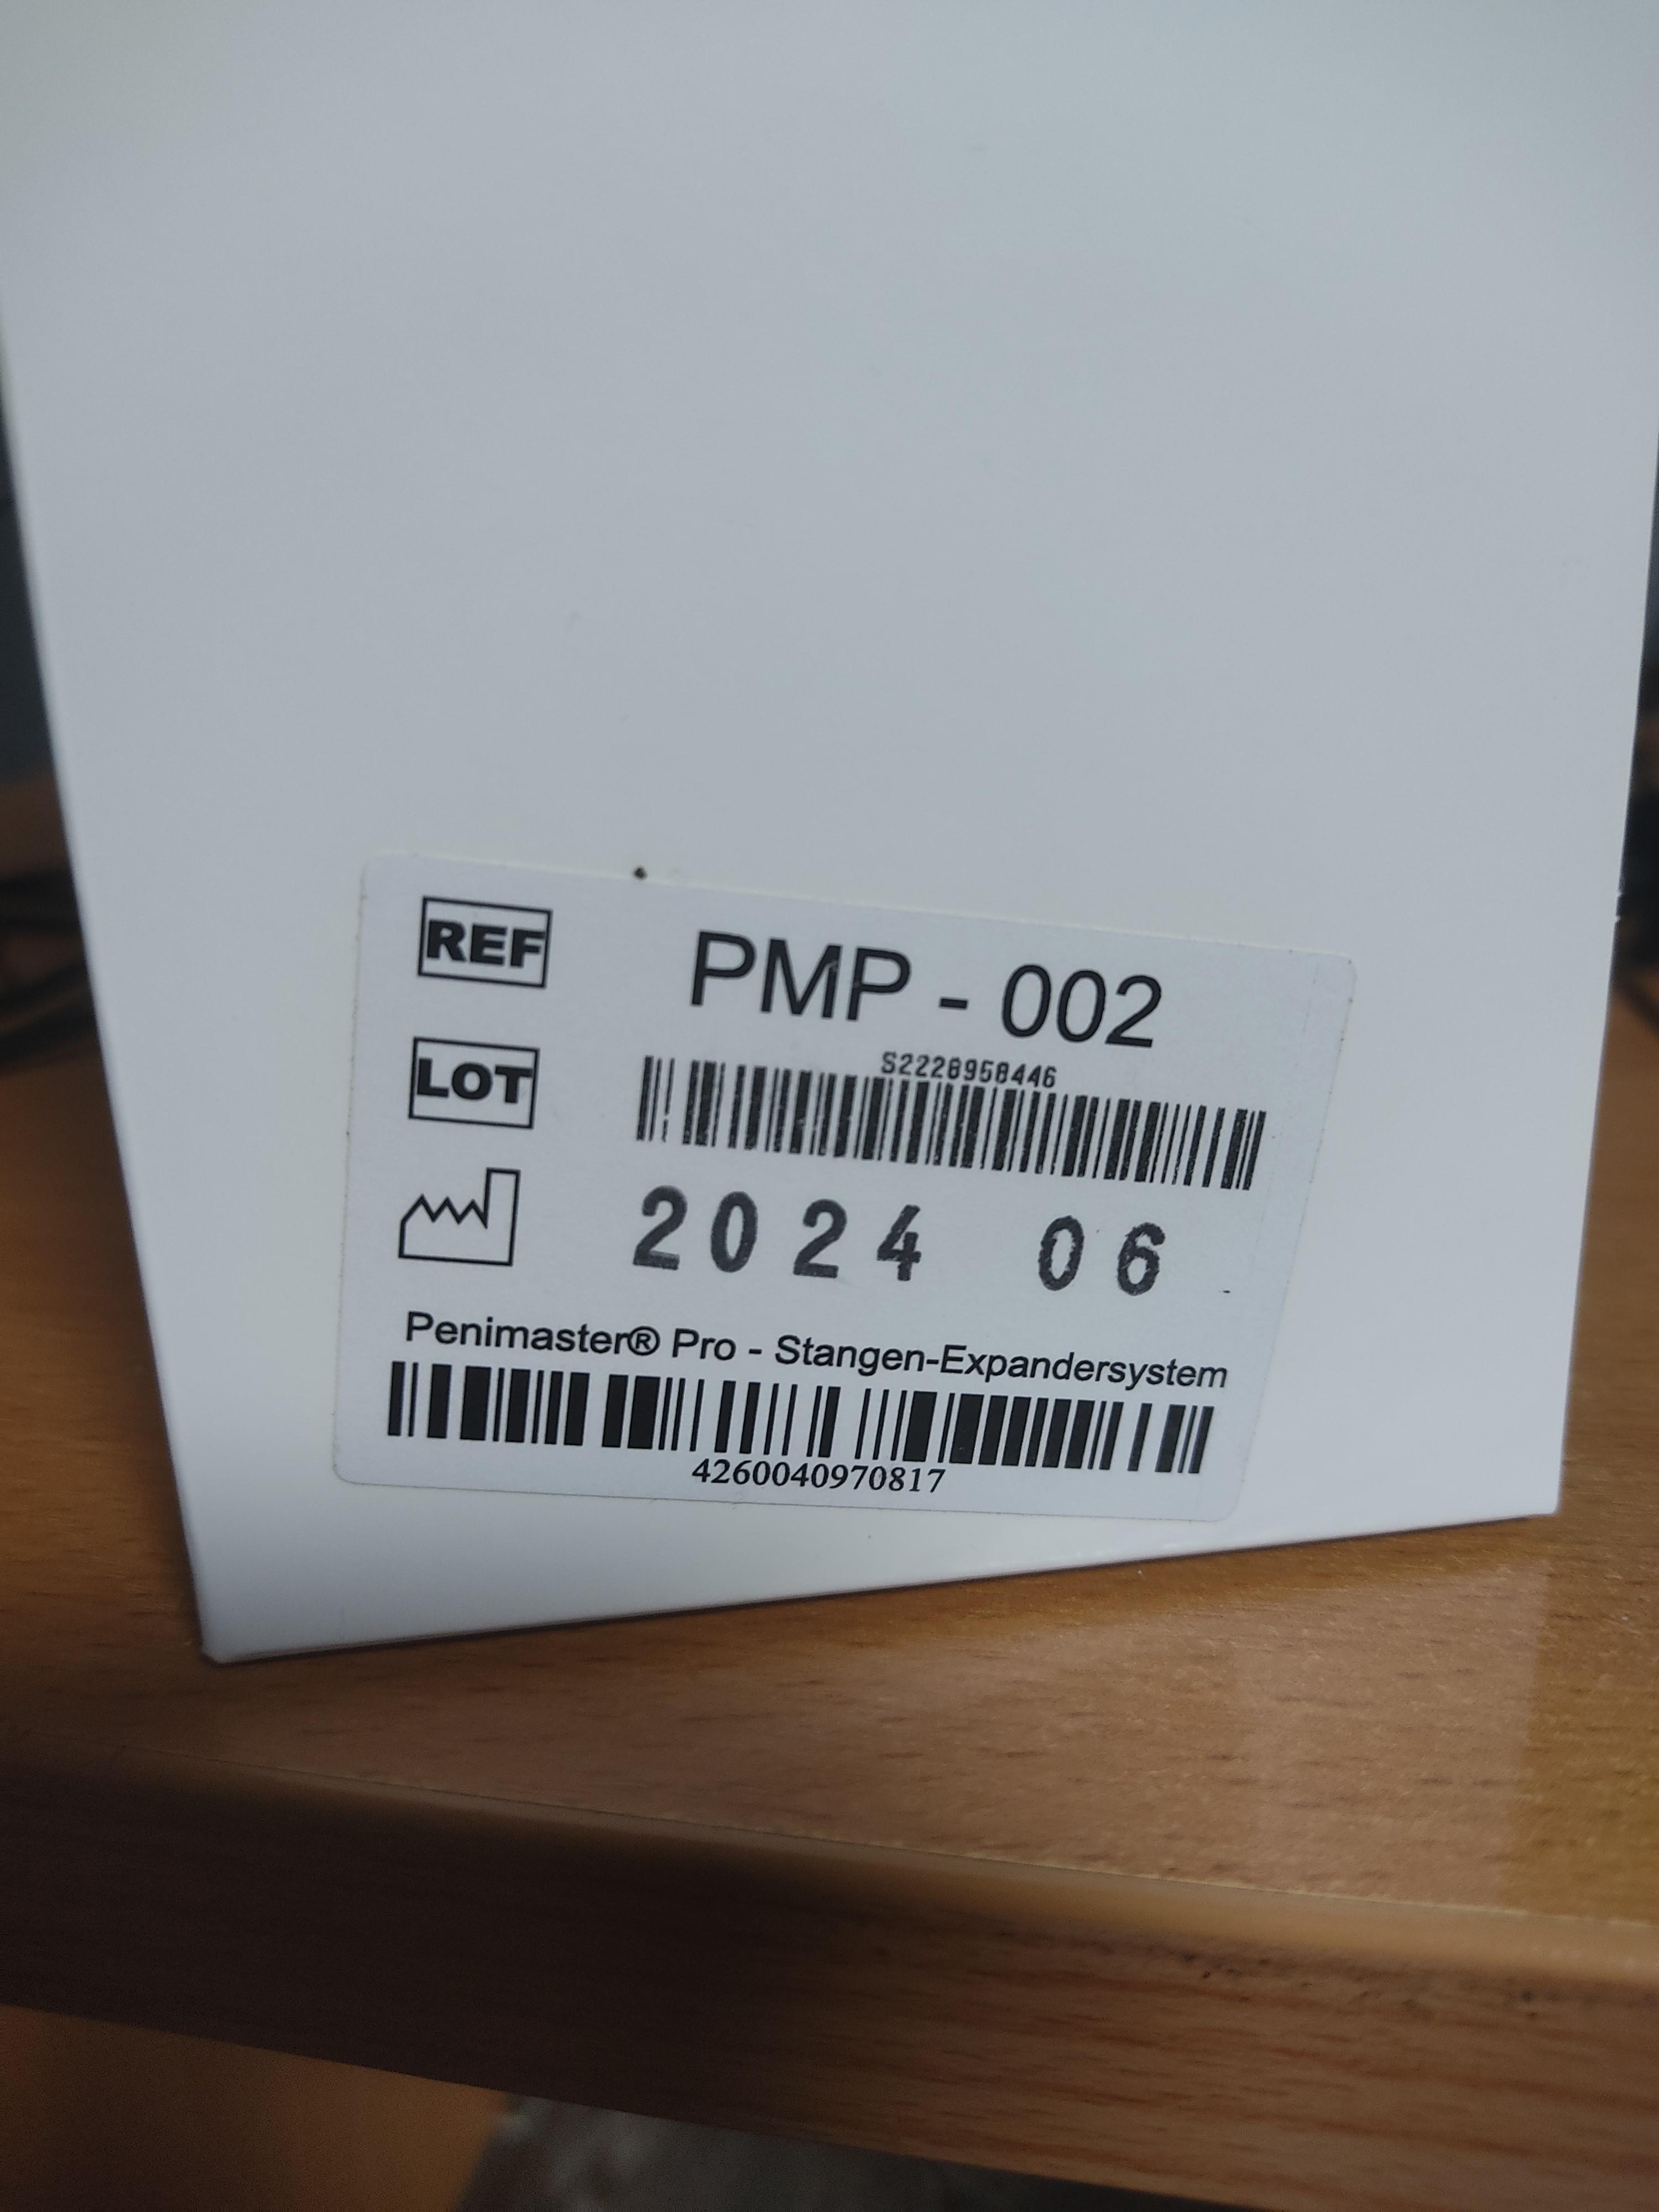 REF PMP - 002
S2228958446
LOT
2024 06
Penimaster® Pro - Stangen-Expandersystem
4260040970817